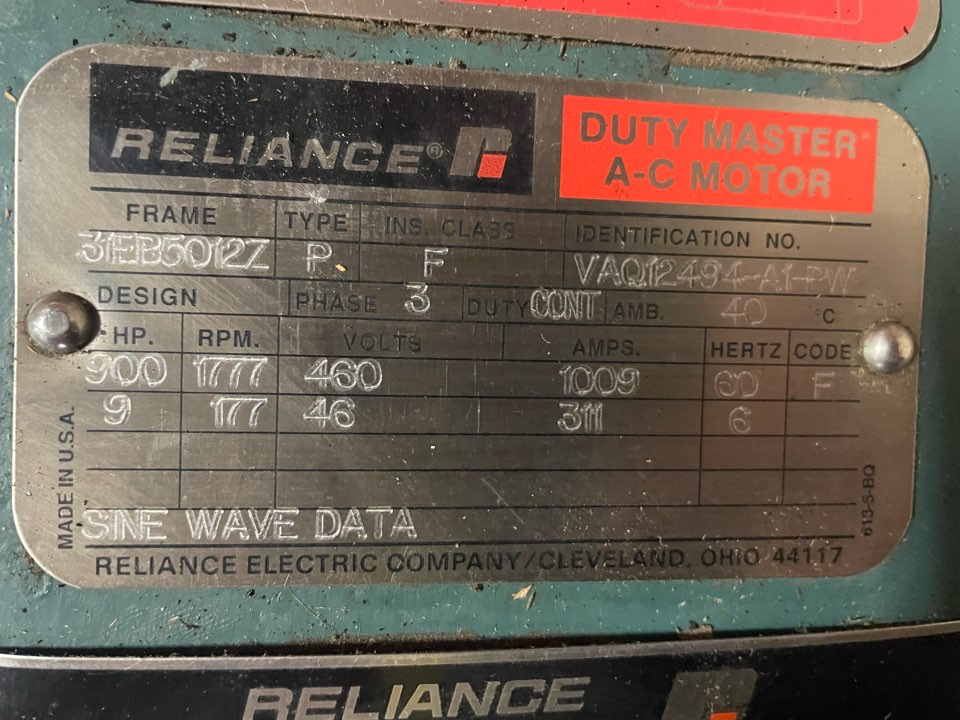 RELIANCE®
DUTY MASTER®
A-C MOTOR
FRAME TYPE INS. CLASS IDENTIFICATION NO.
31EB5012Z P F VAQ12494-A1-PW
DESIGN PHASE 3 DUTY CONT AMB. 40 °C
HP. RPM. VOLTS AMPS. HERTZ CODE
900 1777 460 1009 60 F
9 177 46 311 6
MADE IN U.S.A.
613-5-BQ
SINE WAVE DATA
RELIANCE ELECTRIC COMPANY/CLEVELAND, OHIO 44117
RELIANCE